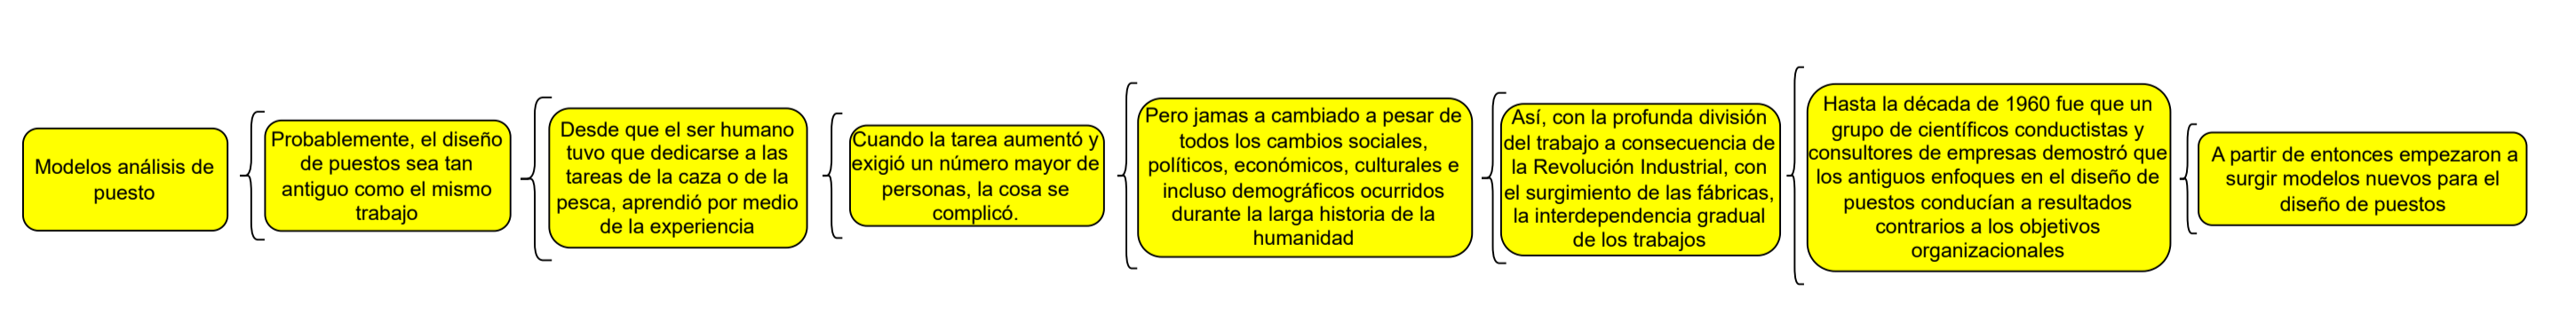 Modelos análisis de
puesto
Probablemente, el diseño
de puestos sea tan
antiguo como el mismo
trabajo
Desde que el ser humano
tuvo que dedicarse a las
tareas de la caza o de la
pesca, aprendió por medio
de la experiencia
Cuando la tarea aumentó y
exigió un número mayor de
personas, la cosa se
complicó.
Pero jamas a cambiado a pesar de
todos los cambios sociales,
políticos, económicos, culturales e
incluso demográficos ocurridos
durante la larga historia de la
humanidad
Así, con la profunda división
del trabajo a consecuencia de
la Revolución Industrial, con
el surgimiento de las fábricas,
la interdependencia gradual
de los trabajos
Hasta la década de 1960 fue que un
grupo de científicos conductistas y
consultores de empresas demostró que
los antiguos enfoques en el diseño de
puestos conducían a resultados
contrarios a los objetivos
organizacionales
A partir de entonces empezaron a
surgir modelos nuevos para el
diseño de puestos